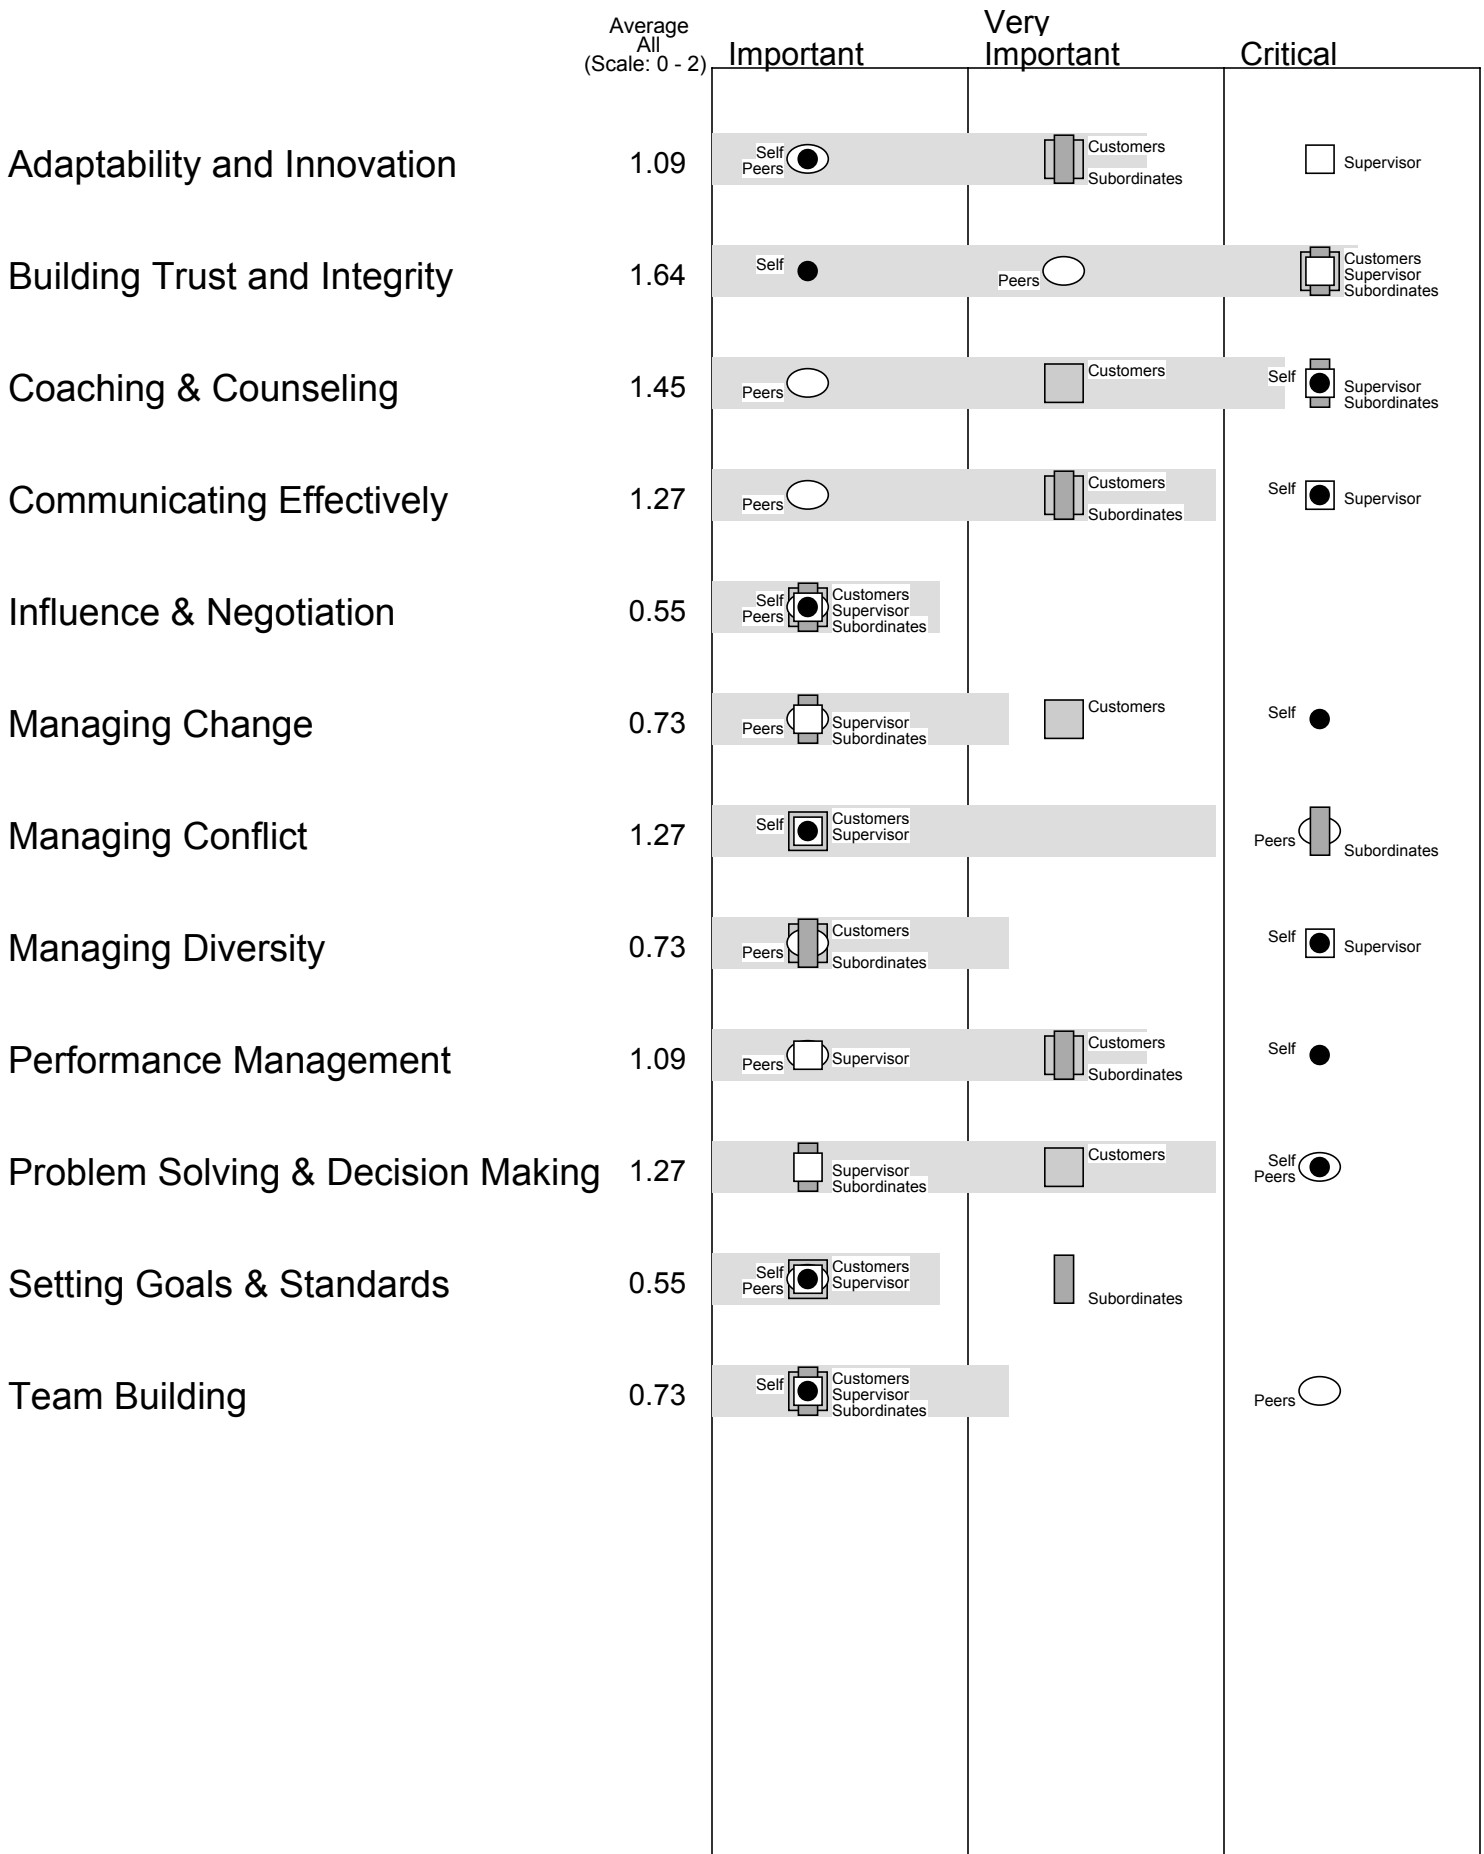 Average
All
(Scale: 0 - 2)
Important
Very
Important
Critical
Adaptability and Innovation
1.09
Self
Peers
Customers
Subordinates
Supervisor
Building Trust and Integrity
1.64
Self
Peers
Customers
Supervisor
Subordinates
Coaching & Counseling
1.45
Peers
Customers
Self
Supervisor
Subordinates
Communicating Effectively
1.27
Peers
Customers
Subordinates
Self
Supervisor
Influence & Negotiation
0.55
Self
Peers
Customers
Supervisor
Subordinates
Managing Change
0.73
Peers
Supervisor
Subordinates
Customers
Self
Managing Conflict
1.27
Self
Customers
Supervisor
Peers
Subordinates
Managing Diversity
0.73
Peers
Customers
Subordinates
Self
Supervisor
Performance Management
1.09
Peers
Supervisor
Customers
Subordinates
Self
Problem Solving & Decision Making
1.27
Supervisor
Subordinates
Customers
Self
Peers
Setting Goals & Standards
0.55
Self
Peers
Customers
Supervisor
Subordinates
Team Building
0.73
Self
Customers
Supervisor
Subordinates
Peers